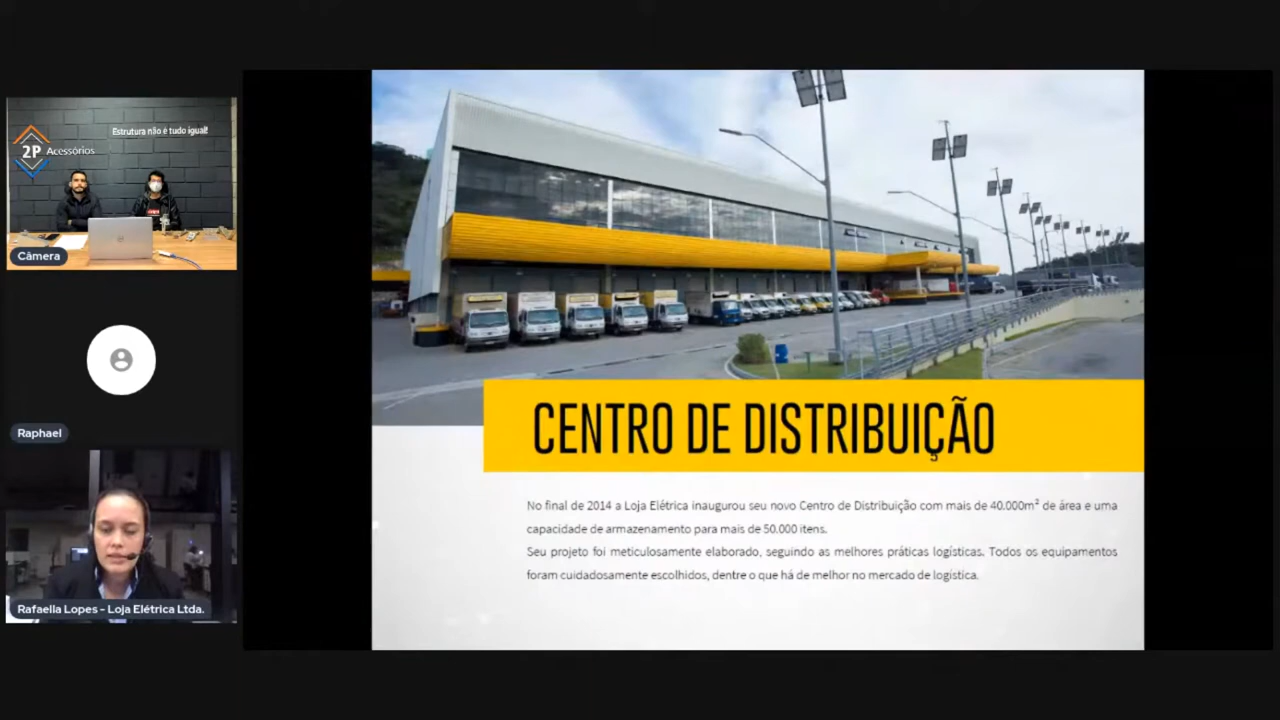 Estrutura não é tudo igual!
2P Acessórios
Câmera
Raphael
Rafaella Lopes - Loja Elétrica Ltda.
CENTRO DE DISTRIBUIÇÃO
No final de 2014 a Loja Elétrica inaugurou seu novo Centro de Distribuição com mais de 40.000m² de área e uma
capacidade de armazenamento para mais de 50.000 itens.
Seu projeto foi meticulosamente elaborado, seguindo as melhores práticas logísticas. Todos os equipamentos
foram cuidadosamente escolhidos, dentre o que há de melhor no mercado de logística.